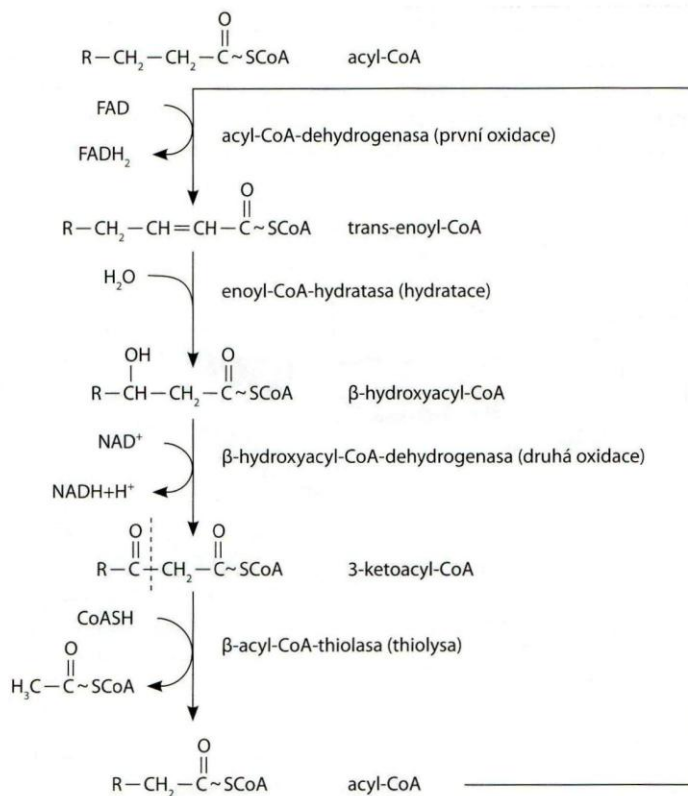 O
R–CH₂–CH₂–C~SCoA acyl-CoA
FAD
acyl-CoA-dehydrogenasa (první oxidace)
FADH₂
O
R–CH₂–CH=CH–C~SCoA trans-enoyl-CoA
H₂O
enoyl-CoA-hydratasa (hydratace)
OH O
R–CH–CH₂–C~SCoA β-hydroxyacyl-CoA
NAD⁺
β-hydroxyacyl-CoA-dehydrogenasa (druhá oxidace)
NADH+H⁺
O O
R–C–CH₂–C~SCoA 3-ketoacyl-CoA
CoASH
β-acyl-CoA-thiolasa (thiolysa)
O
H₃C–C~SCoA
O
R–CH₂–C~SCoA acyl-CoA